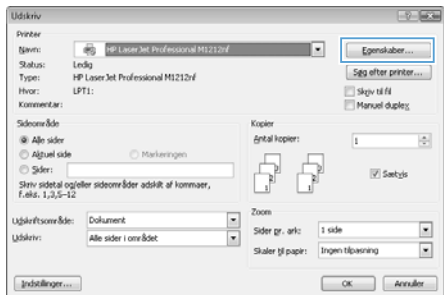 Udskriv
Printer
Navn: HP LaserJet Professional M1212nf Egenskaber...
Status: Ledig
Type: HP LaserJet Professional M1212nf Søg efter printer...
Hvor: LPT1: Skriv til fil
Kommentar: Manuel duplex
Sideområde
Alle sider
Aktuel side Markeringen
Sider:
Skriv sidetal og/eller sideområder adskilt af kommaer,
f.eks. 1,3,5–12
Kopier
Antal kopier: 1
Sætvis
Udskriftsområde: Dokument
Udskriv: Alle sider i området
Zoom
Sider pr. ark: 1 side
Skaler til papir: Ingen tilpasning
Indstillinger... OK Annuller